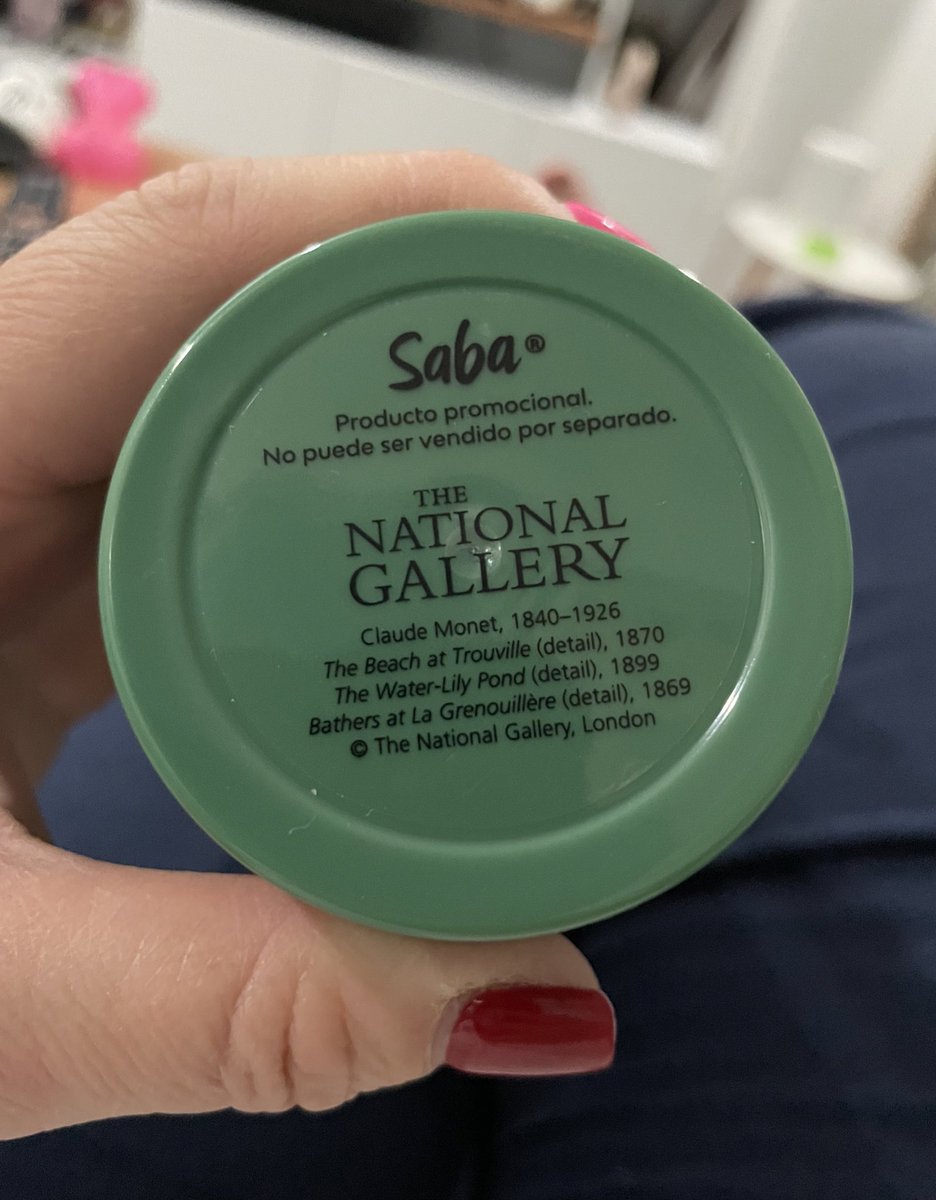 Saba®
Producto promocional.
No puede ser vendido por separado.
THE
NATIONAL
GALLERY
Claude Monet, 1840–1926
The Beach at Trouville (detail), 1870
The Water-Lily Pond (detail), 1899
Bathers at La Grenouillère (detail), 1869
© The National Gallery, London